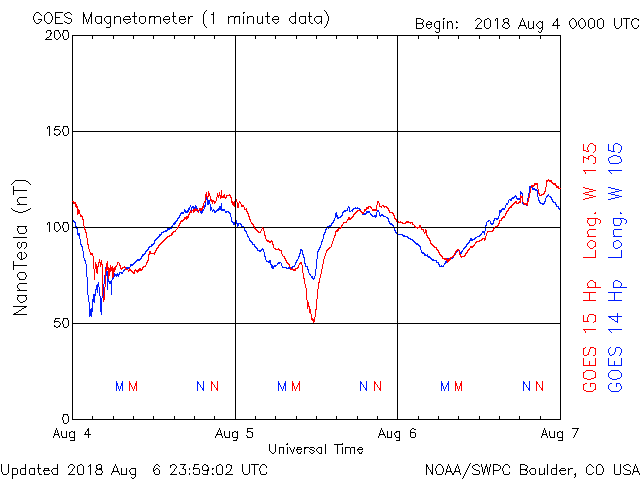 GOES Magnetometer (1 minute data)
Begin: 2018 Aug 4 0000 UTC
200
150
100
50
0
NanoTesla (nT)
M M N N M M N N M M N N
Aug 4 Aug 5 Aug 6 Aug 7
Universal Time
GOES 15 Hp Long. W 135
GOES 14 Hp Long. W 105
Updated 2018 Aug 6 23:59:02 UTC
NOAA/SWPC Boulder, CO USA